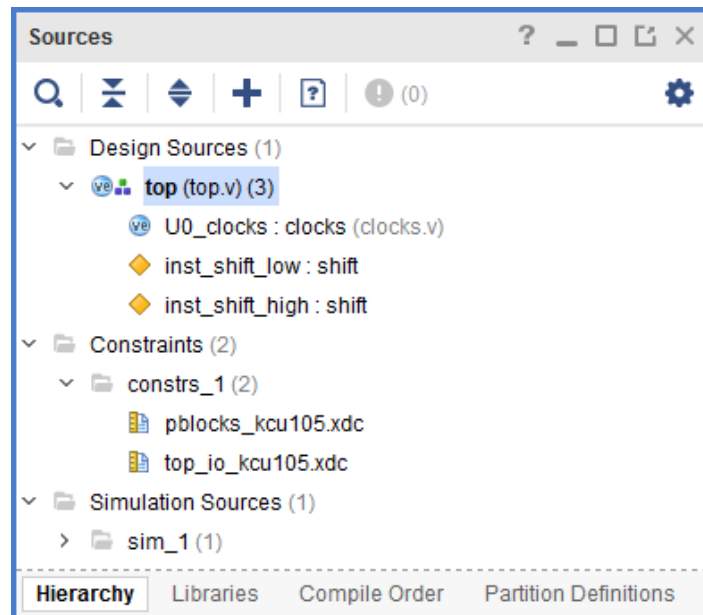 Sources
(0)
Design Sources (1)
top (top.v) (3)
U0_clocks : clocks (clocks.v)
inst_shift_low : shift
inst_shift_high : shift
Constraints (2)
constrs_1 (2)
pblocks_kcu105.xdc
top_io_kcu105.xdc
Simulation Sources (1)
sim_1 (1)
Hierarchy Libraries Compile Order Partition Definitions